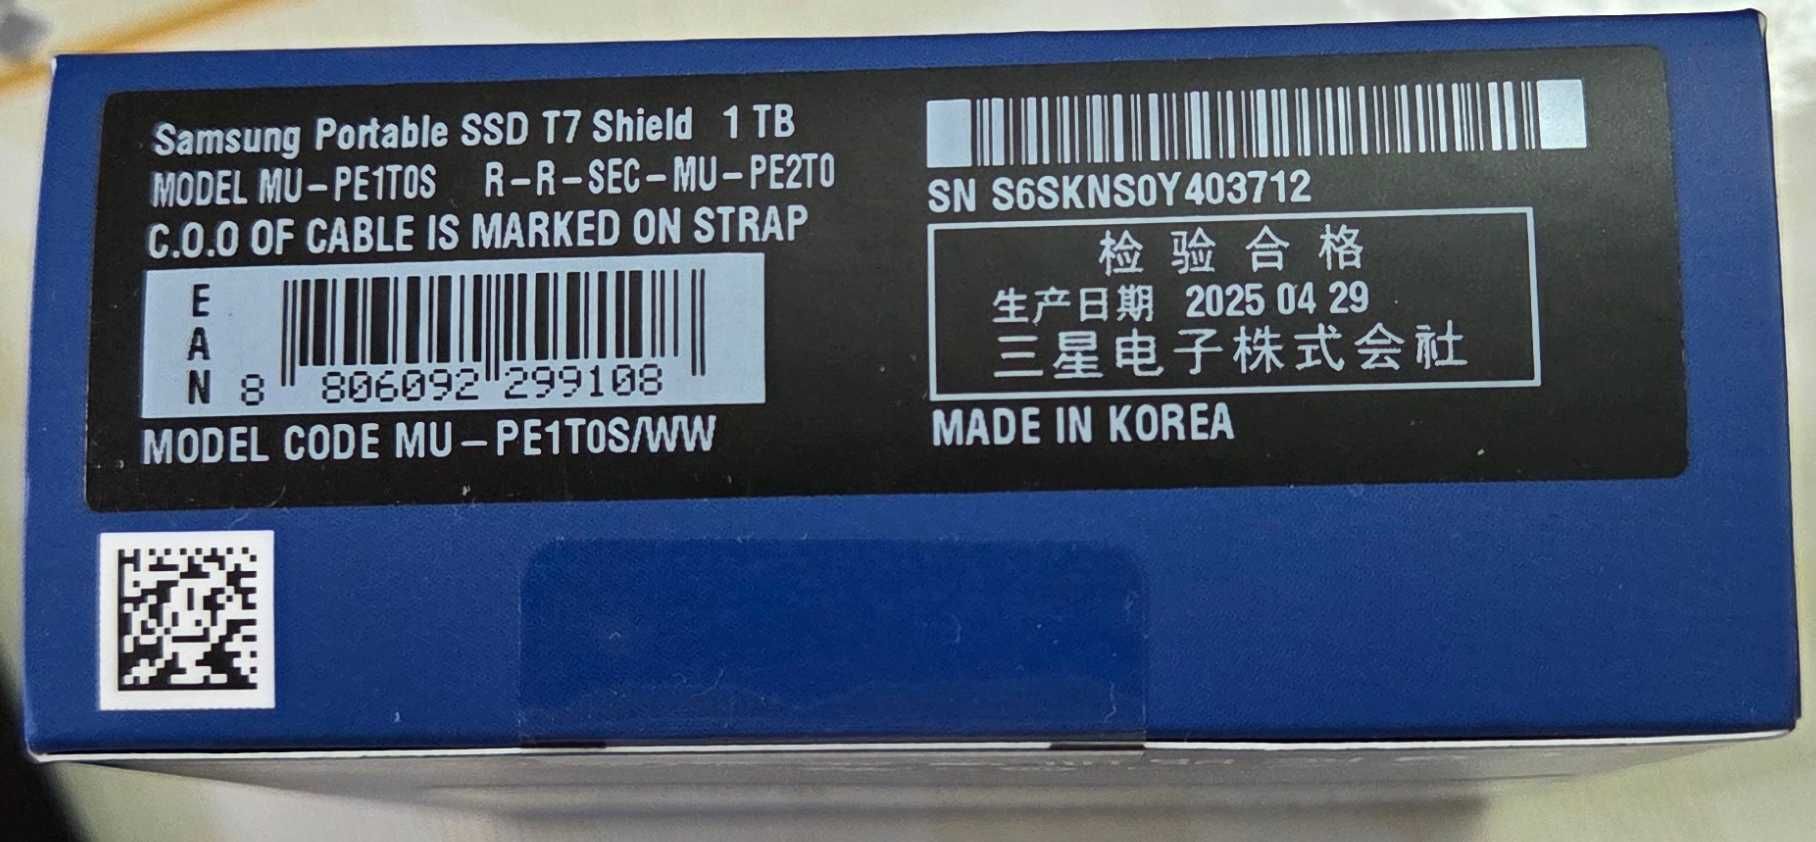 Samsung Portable SSD T7 Shield 1 TB
MODEL MU-PE1T0S R-R-SEC-MU-PE2T0
C.O.O OF CABLE IS MARKED ON STRAP
EAN
8 806092 299108
MODEL CODE MU-PE1T0S/WW
SN S6SKNS0Y403712
检验合格
生产日期 2025 04 29
三星电子株式会社
MADE IN KOREA